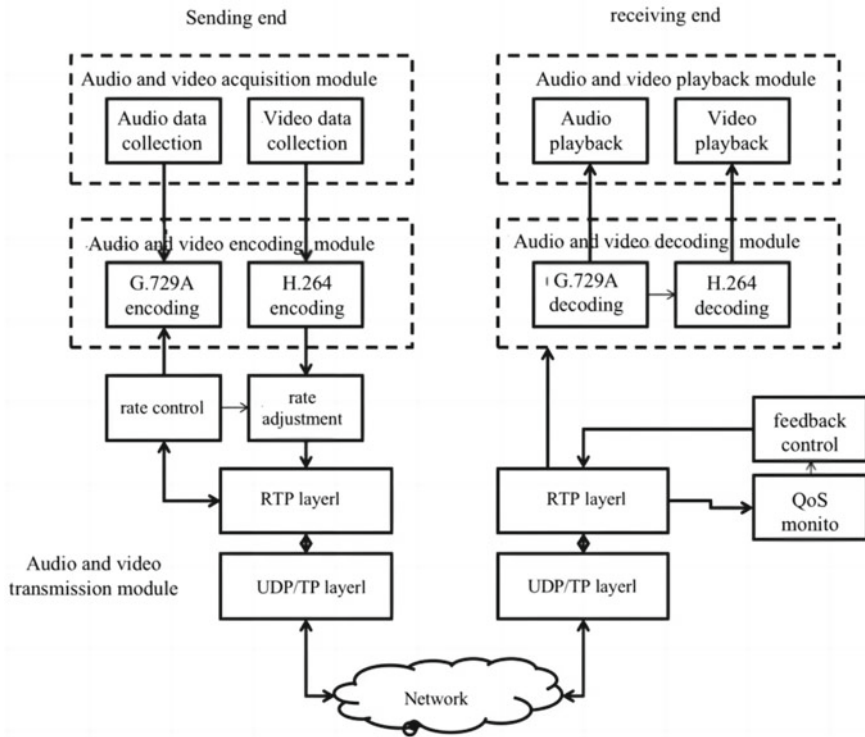 Sending end
receiving end
Audio and video acquisition module
Audio data
collection
Video data
collection
Audio and video playback module
Audio
playback
Video
playback
Audio and video encoding module
G.729A
encoding
H.264
encoding
Audio and video decoding module
G.729A
decoding
H.264
decoding
rate control
rate
adjustment
feedback
control
RTP layerl
RTP layerl
QoS
monito
Audio and video
transmission module
UDP/TP layerl
UDP/TP layerl
Network